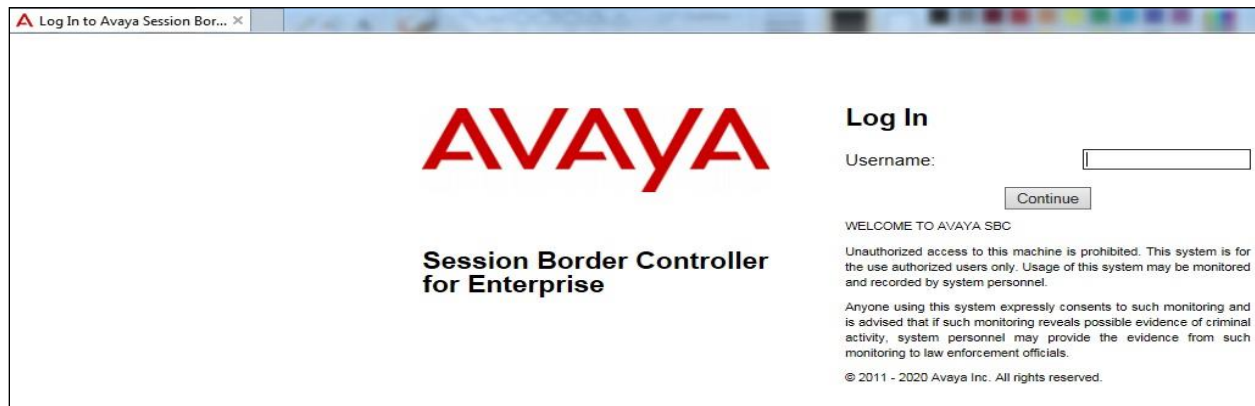 Log In to Avaya Session Bor...
AVAYA
Session Border Controller
for Enterprise
Log In
Username:
Continue
WELCOME TO AVAYA SBC
Unauthorized access to this machine is prohibited. This system is for
the use authorized users only. Usage of this system may be monitored
and recorded by system personnel.
Anyone using this system expressly consents to such monitoring and
is advised that if such monitoring reveals possible evidence of criminal
activity, system personnel may provide the evidence from such
monitoring to law enforcement officials.
© 2011 - 2020 Avaya Inc. All rights reserved.